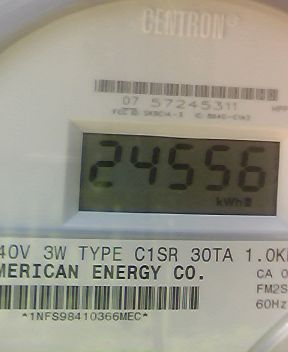 CENTRON®
07 57245311
24556
kWh
40V 3W TYPE C1SR 30TA 1.0K
MERICAN ENERGY CO.
CA 0
FM2S
60Hz
*1NFS98410366MEC*